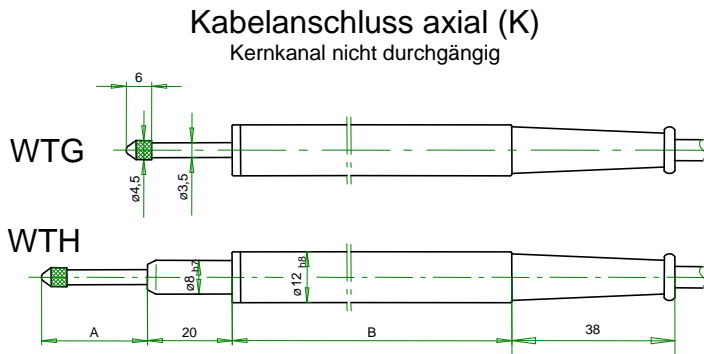 Kabelanschluss axial (K)
Kernkanal nicht durchgängig
6
WTG
ø4,5
ø3,5
WTH
ø8 h7
ø12 h8
A
20
B
38